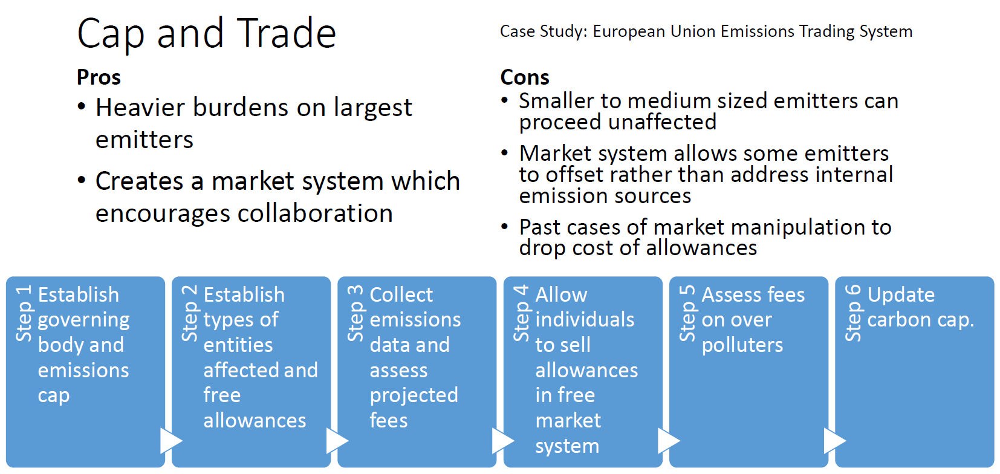 Cap and Trade
Case Study: European Union Emissions Trading System
Pros
• Heavier burdens on largest
emitters
• Creates a market system which
encourages collaboration
Cons
• Smaller to medium sized emitters can
proceed unaffected
• Market system allows some emitters
to offset rather than address internal
emission sources
• Past cases of market manipulation to
drop cost of allowances
Step 1
Establish
governing
body and
emissions
cap
Step 2
Establish
types of
entities
affected and
free
allowances
Step 3
Collect
emissions
data and
assess
projected
fees
Step 4
Allow
individuals
to sell
allowances
in free
market
system
Step 5
Assess fees
on over
polluters
Step 6
Update
carbon cap.